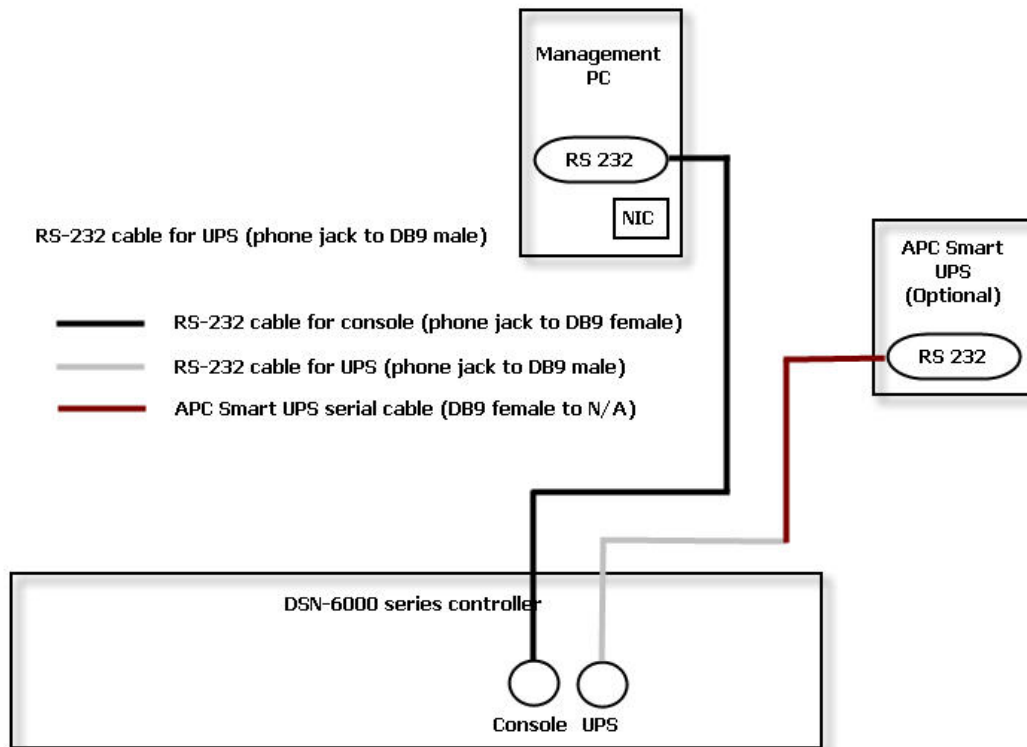 Management
PC
RS 232
NIC
RS-232 cable for UPS (phone jack to DB9 male)
APC Smart
UPS
(Optional)
RS 232
RS-232 cable for console (phone jack to DB9 female)
RS-232 cable for UPS (phone jack to DB9 male)
APC Smart UPS serial cable (DB9 female to N/A)
DSN-6000 series controller
Console
UPS